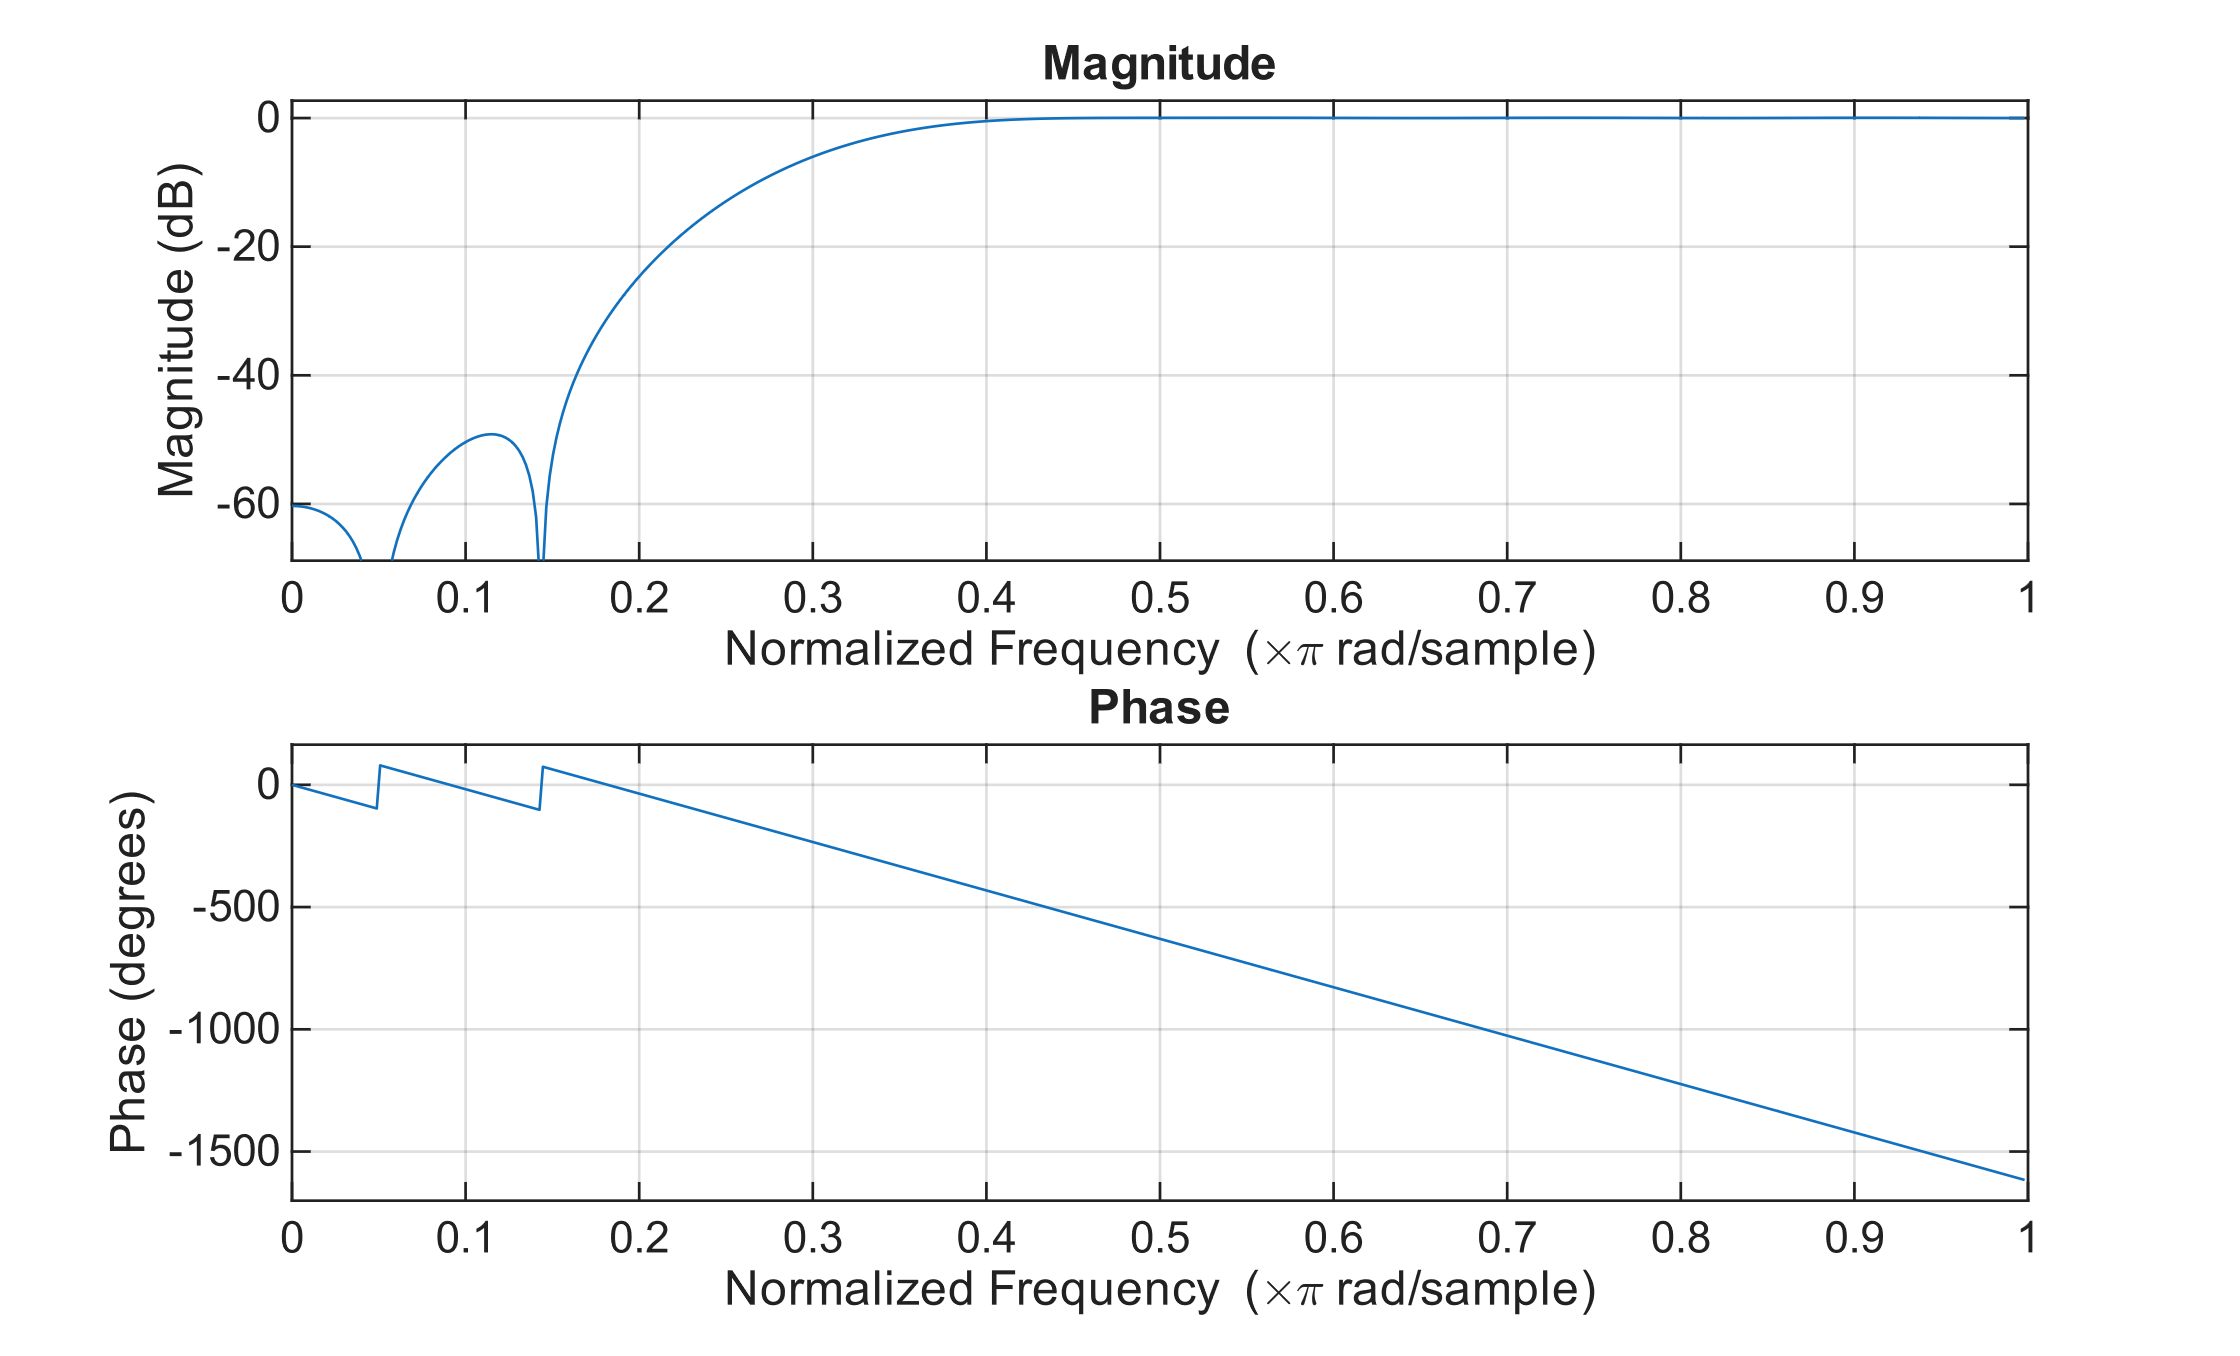 Magnitude
0
-20
-40
-60
Magnitude (dB)
0 0.1 0.2 0.3 0.4 0.5 0.6 0.7 0.8 0.9 1
Normalized Frequency (×π rad/sample)
Phase
0
-500
-1000
-1500
Phase (degrees)
0 0.1 0.2 0.3 0.4 0.5 0.6 0.7 0.8 0.9 1
Normalized Frequency (×π rad/sample)